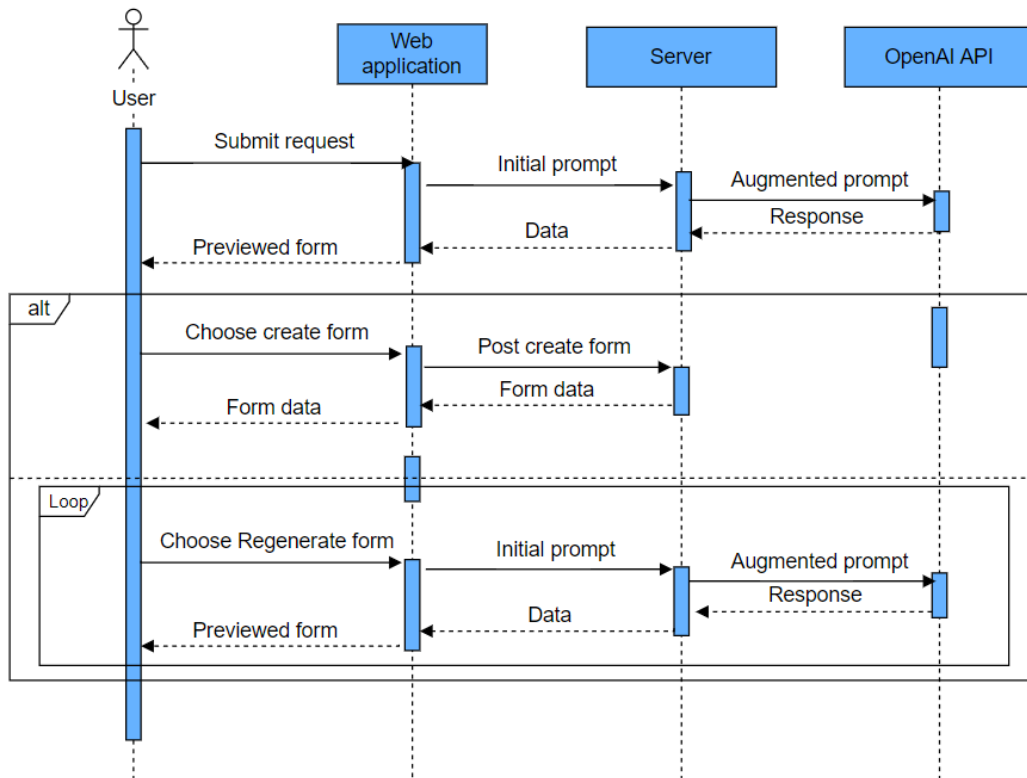 Web
application
Server
OpenAI API
User
Submit request
Initial prompt
Augmented prompt
Response
Data
Previewed form
alt
Choose create form
Post create form
Form data
Form data
Loop
Choose Regenerate form
Initial prompt
Augmented prompt
Response
Data
Previewed form